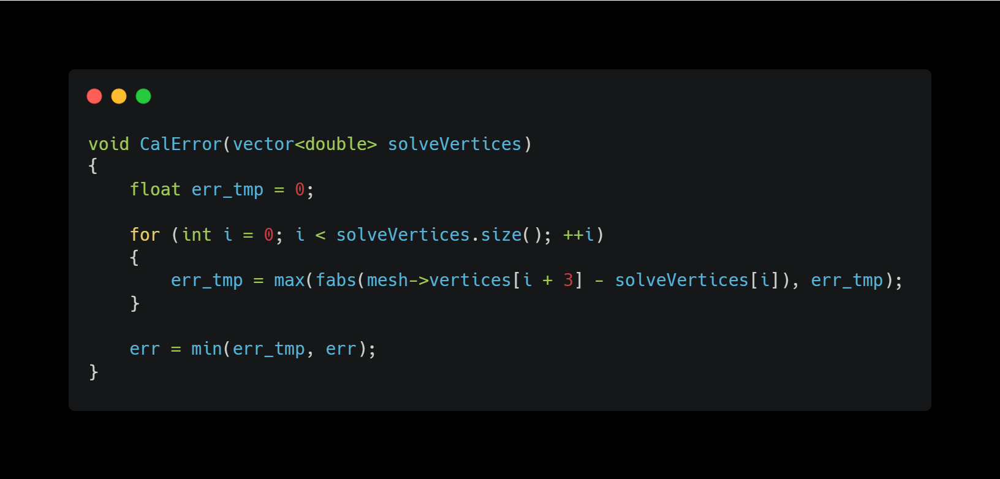 void CalError(vector<double> solveVertices)
{
    float err_tmp = 0;

    for (int i = 0; i < solveVertices.size(); ++i)
    {
        err_tmp = max(fabs(mesh->vertices[i + 3] - solveVertices[i]), err_tmp);
    }

    err = min(err_tmp, err);
}